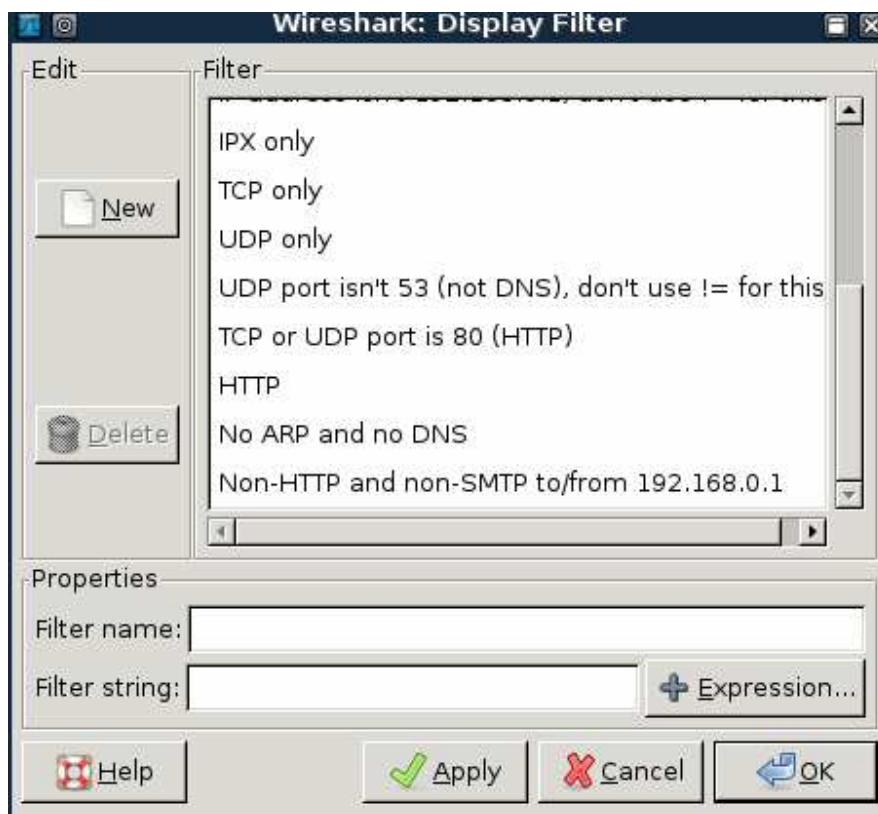 Wireshark: Display Filter
Edit
Filter
IPX only
TCP only
UDP only
UDP port isn't 53 (not DNS), don't use != for this
TCP or UDP port is 80 (HTTP)
HTTP
No ARP and no DNS
Non-HTTP and non-SMTP to/from 192.168.0.1
New
Delete
Properties
Filter name:
Filter string:
Expression...
Help
Apply
Cancel
OK